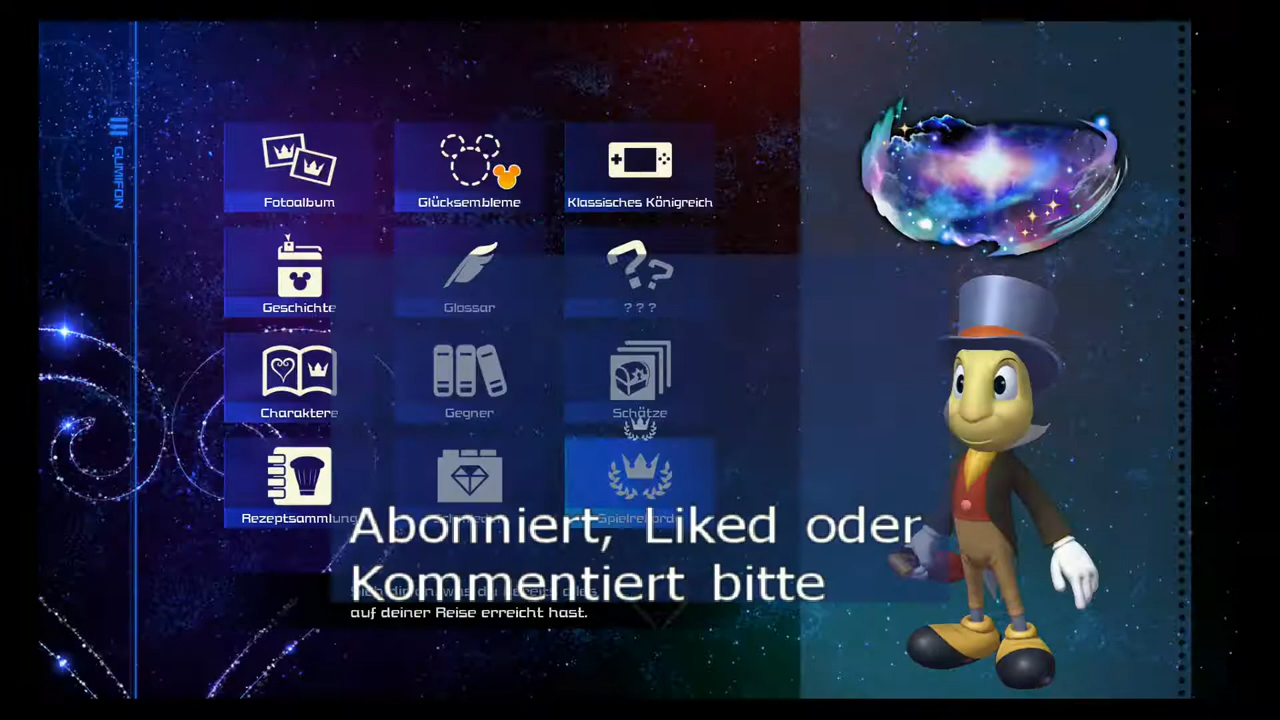 GUMIFON
Fotoalbum
Glücksembleme
Klassisches Königreich
Geschichte
Glossar
? ? ?
Charaktere
Gegner
Schätze
Rezeptsammlung
Spielrekorde
Abonniert, Liked oder
Kommentiert bitte
auf deiner Reise erreicht hast.